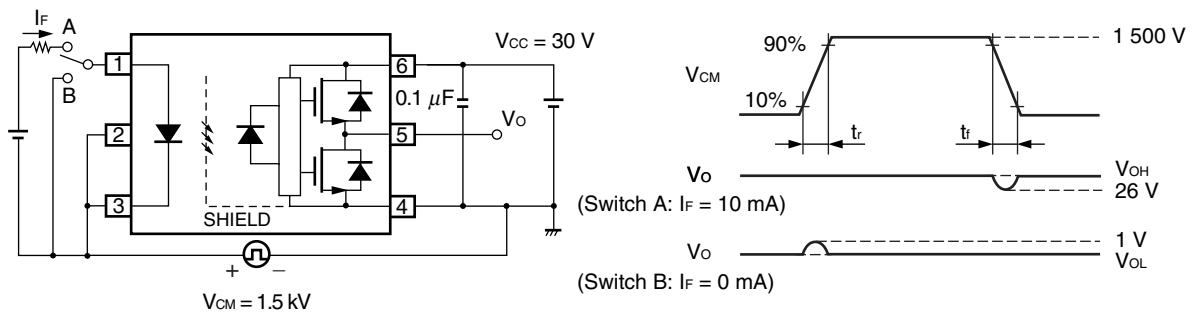 IF
A
B
1
2
3
SHIELD
6
5
4
VCC = 30 V
0.1 μF
VO
+
−
VCM = 1.5 kV
90%
10%
VCM
1 500 V
tr
tf
VO
VOH
26 V
(Switch A: IF = 10 mA)
VO
1 V
VOL
(Switch B: IF = 0 mA)